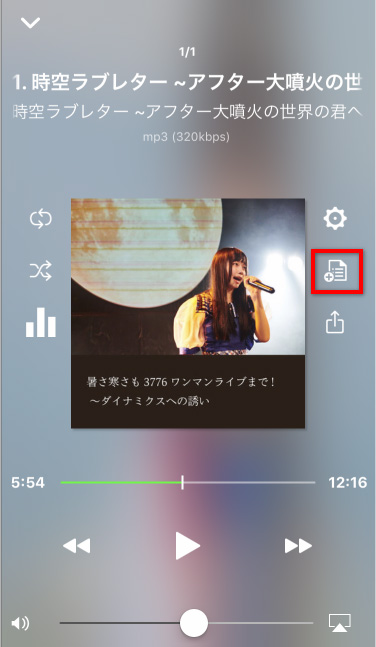 1/1
1. 時空ラブレター ~アフター大噴火の世
時空ラブレター ~アフター大噴火の世界の君へ
mp3 (320kbps)
暑さ寒さも 3776 ワンマンライブまで!
〜ダイナミクスへの誘い
5:54
12:16